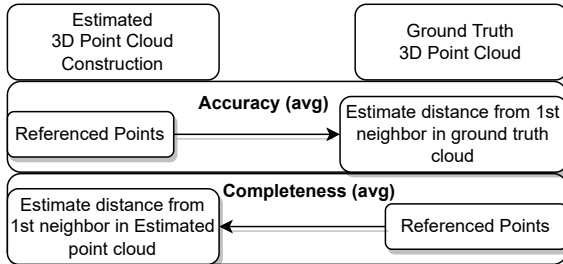 Estimated
3D Point Cloud
Construction
Ground Truth
3D Point Cloud
Accuracy (avg)
Referenced Points
Estimate distance from 1st
neighbor in ground truth
cloud
Completeness (avg)
Estimate distance from
1st neighbor in Estimated
point cloud
Referenced Points